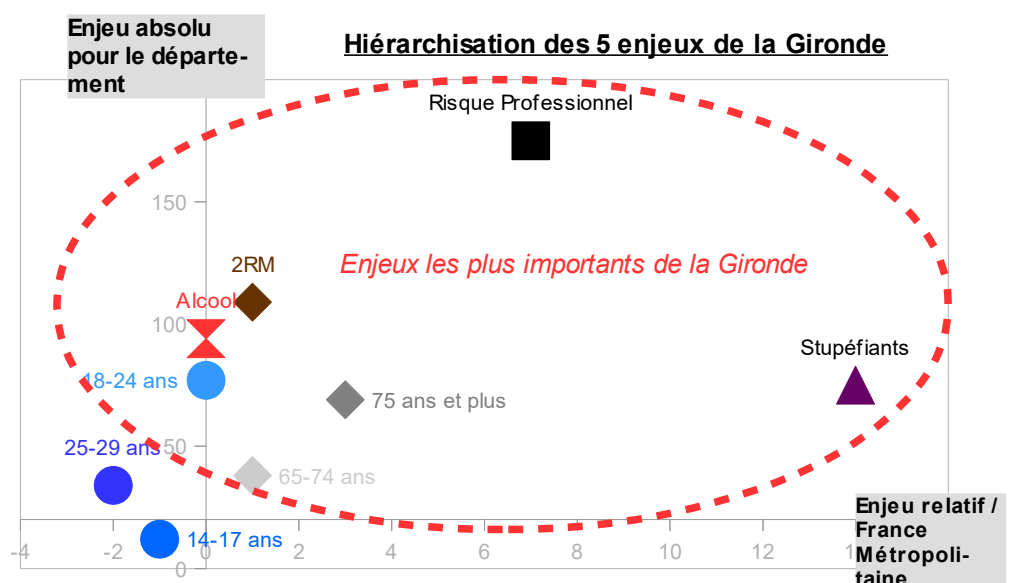 Enjeu absolu
pour le départe-
ment
Hiérarchisation des 5 enjeux de la Gironde
Risque Professionnel
150
2RM
Enjeux les plus importants de la Gironde
Alcool
100
Stupéfiants
18-24 ans
75 ans et plus
25-29 ans
50
65-74 ans
14-17 ans
Enjeu relatif /
France
Métropoli-
taine
-4 -2 0 2 4 6 8 10 12
0